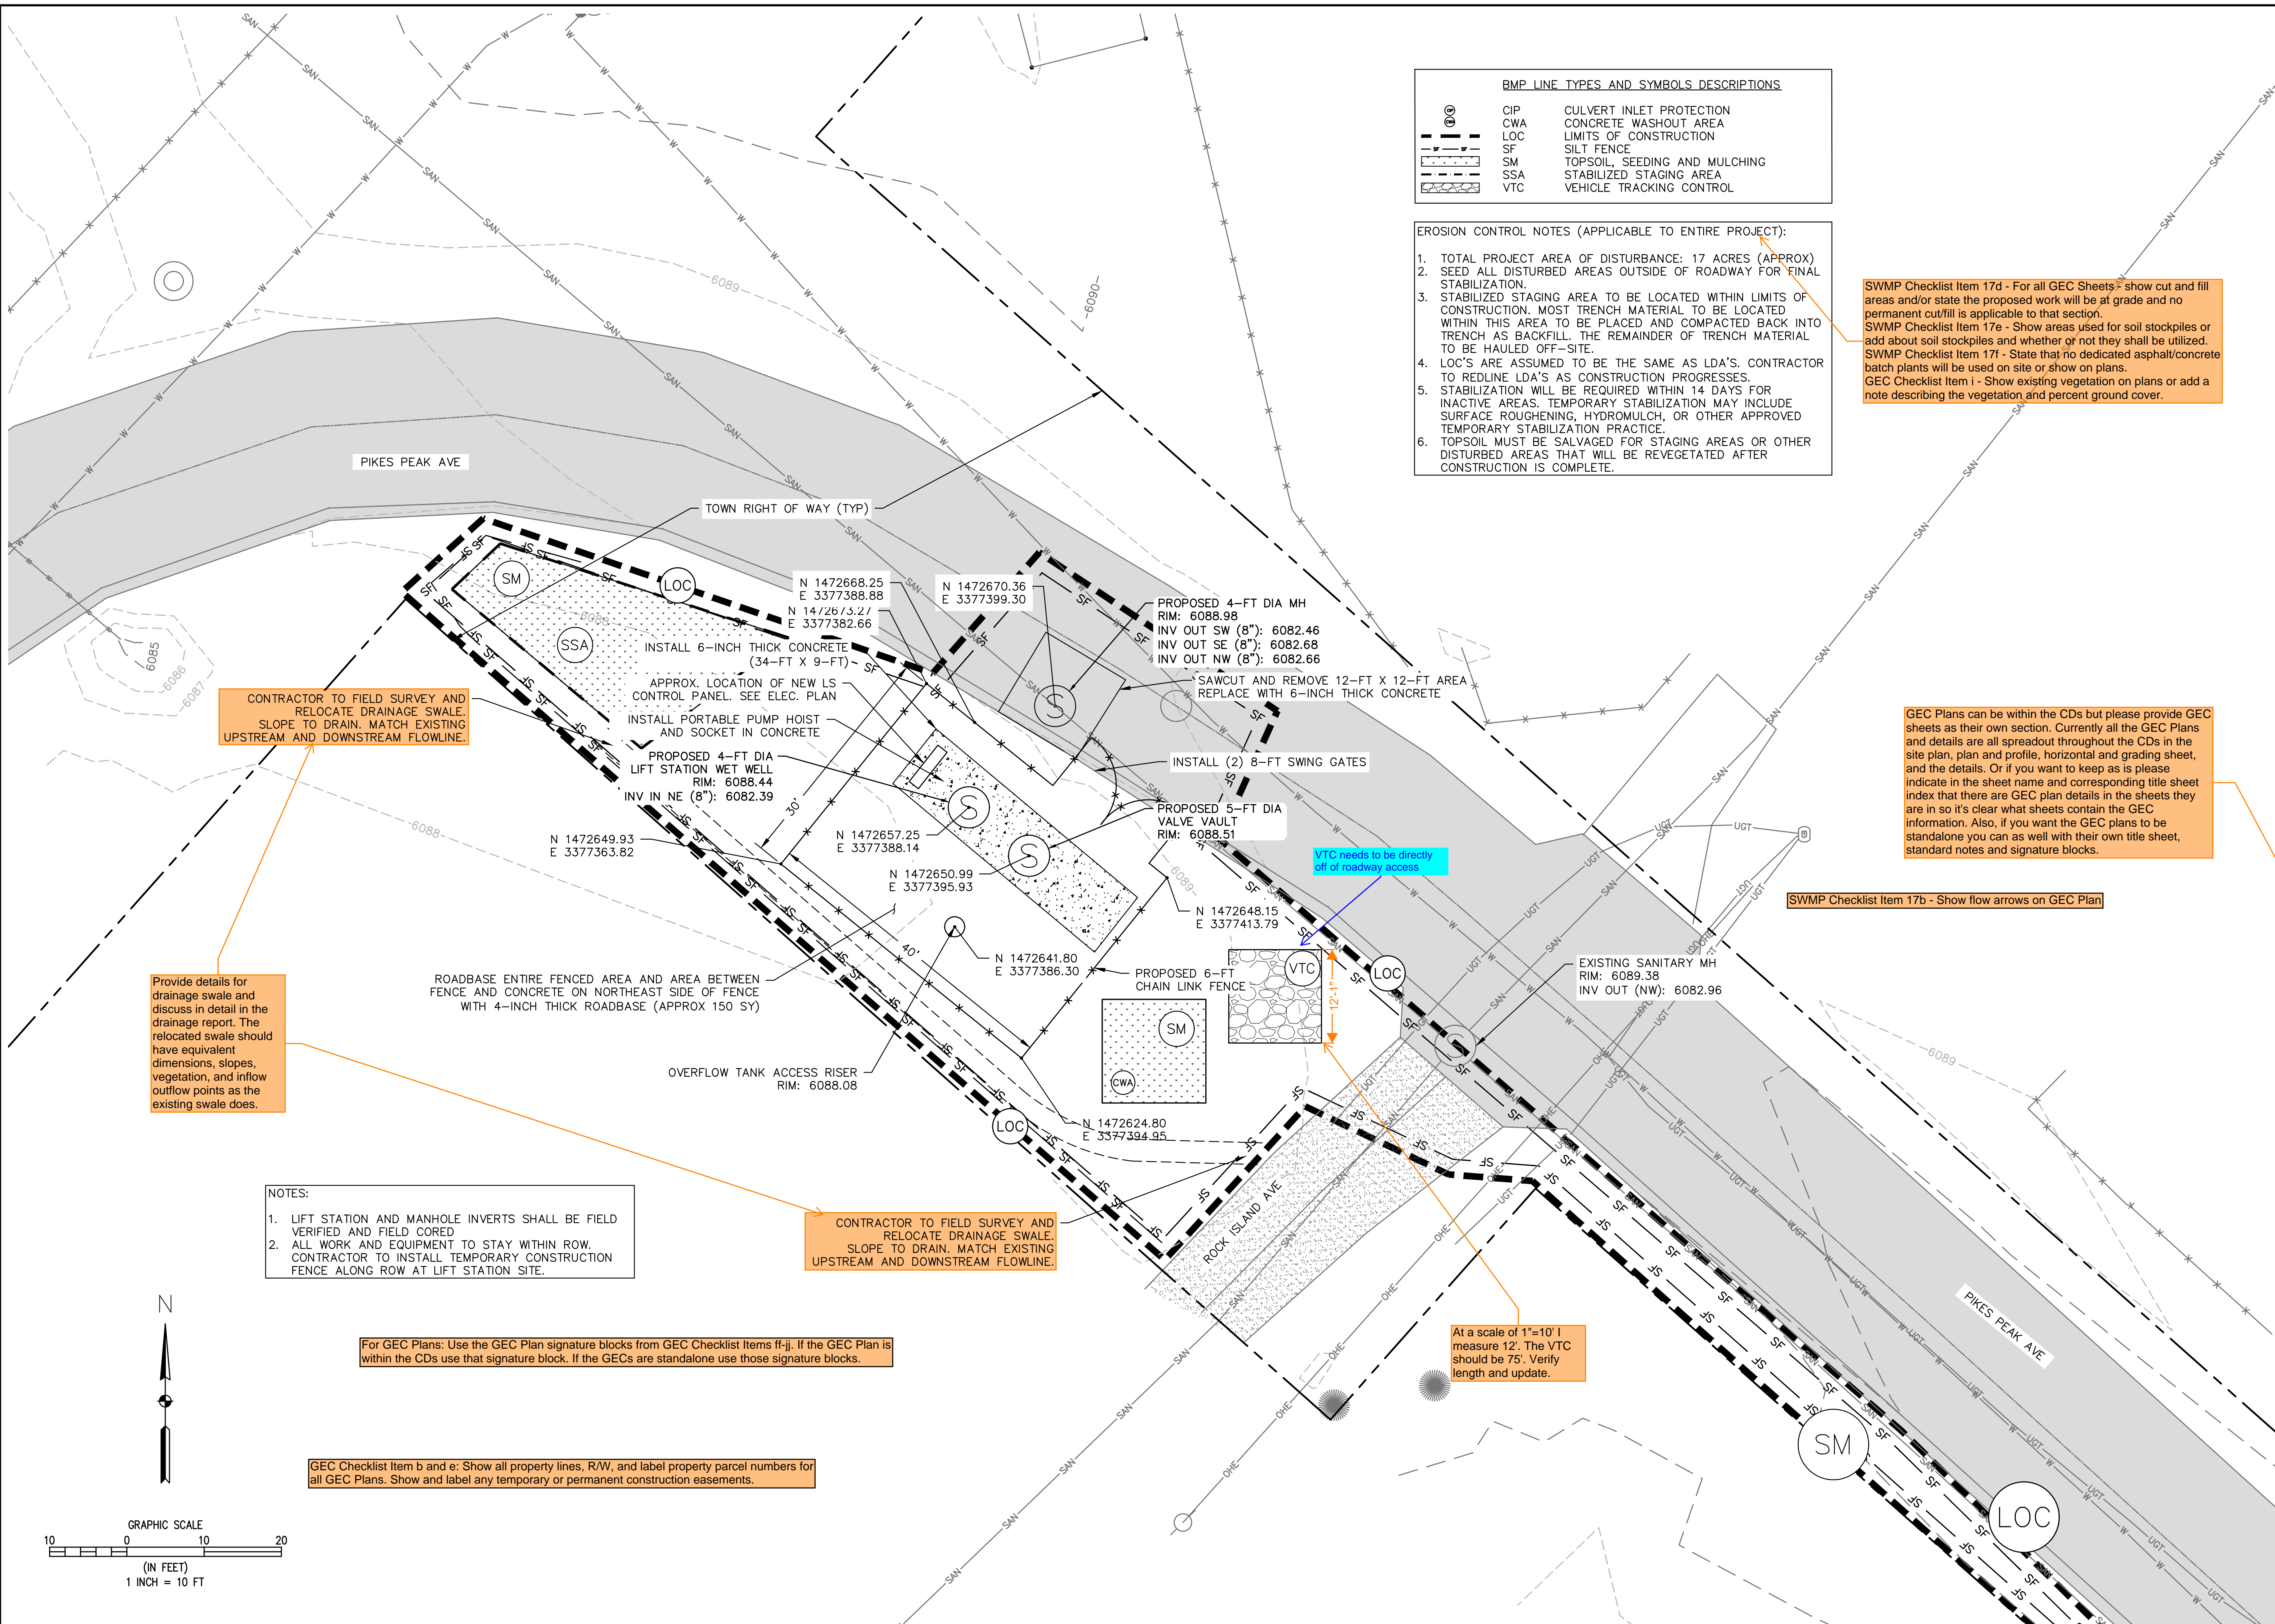 BMP LINE TYPES AND SYMBOLS DESCRIPTIONS
CIP CIP CULVERT INLET PROTECTION
CWA CWA CONCRETE WASHOUT AREA
LOC LIMITS OF CONSTRUCTION
SF SF SF SILT FENCE
SM TOPSOIL, SEEDING AND MULCHING
SSA STABILIZED STAGING AREA
VTC VEHICLE TRACKING CONTROL
EROSION CONTROL NOTES (APPLICABLE TO ENTIRE PROJECT):
1. TOTAL PROJECT AREA OF DISTURBANCE: 17 ACRES (APPROX)
2. SEED ALL DISTURBED AREAS OUTSIDE OF ROADWAY FOR FINAL
STABILIZATION.
3. STABILIZED STAGING AREA TO BE LOCATED WITHIN LIMITS OF
CONSTRUCTION. MOST TRENCH MATERIAL TO BE LOCATED
WITHIN THIS AREA TO BE PLACED AND COMPACTED BACK INTO
TRENCH AS BACKFILL. THE REMAINDER OF TRENCH MATERIAL
TO BE HAULED OFF-SITE.
4. LOC'S ARE ASSUMED TO BE THE SAME AS LDA'S. CONTRACTOR
TO REDLINE LDA'S AS CONSTRUCTION PROGRESSES.
5. STABILIZATION WILL BE REQUIRED WITHIN 14 DAYS FOR
INACTIVE AREAS. TEMPORARY STABILIZATION MAY INCLUDE
SURFACE ROUGHENING, HYDROMULCH, OR OTHER APPROVED
TEMPORARY STABILIZATION PRACTICE.
6. TOPSOIL MUST BE SALVAGED FOR STAGING AREAS OR OTHER
DISTURBED AREAS THAT WILL BE REVEGETATED AFTER
CONSTRUCTION IS COMPLETE.
SWMP Checklist Item 17d - For all GEC Sheets - show cut and fill
areas and/or state the proposed work will be at grade and no
permanent cut/fill is applicable to that section.
SWMP Checklist Item 17e - Show areas used for soil stockpiles or
add about soil stockpiles and whether or not they shall be utilized.
SWMP Checklist Item 17f - State that no dedicated asphalt/concrete
batch plants will be used on site or show on plans.
GEC Checklist Item i - Show existing vegetation on plans or add a
note describing the vegetation and percent ground cover.
GEC Plans can be within the CDs but please provide GEC
sheets as their own section. Currently all the GEC Plans
and details are all spreadout throughout the CDs in the
site plan, plan and profile, horizontal and grading sheet,
and the details. Or if you want to keep as is please
indicate in the sheet name and corresponding title sheet
index that there are GEC plan details in the sheets they
are in so it's clear what sheets contain the GEC
information. Also, if you want the GEC plans to be
standalone you can as well with their own title sheet,
standard notes and signature blocks.
SWMP Checklist Item 17b - Show flow arrows on GEC Plan
6089
6090
PIKES PEAK AVE
TOWN RIGHT OF WAY (TYP)
SM
LOC
SSA
6088
6085
6086
6087
N 1472668.25
E 3377388.88
N 1472673.27
E 3377382.66
N 1472670.36
E 3377399.30
PROPOSED 4-FT DIA MH
RIM: 6088.98
INV OUT SW (8"): 6082.46
INV OUT SE (8"): 6082.68
INV OUT NW (8"): 6082.66
INSTALL 6-INCH THICK CONCRETE
(34-FT X 9-FT)
APPROX. LOCATION OF NEW LS
CONTROL PANEL. SEE ELEC. PLAN
INSTALL PORTABLE PUMP HOIST
AND SOCKET IN CONCRETE
PROPOSED 4-FT DIA
LIFT STATION WET WELL
RIM: 6088.44
INV IN NE (8"): 6082.39
SAWCUT AND REMOVE 12-FT X 12-FT AREA
REPLACE WITH 6-INCH THICK CONCRETE
INSTALL (2) 8-FT SWING GATES
PROPOSED 5-FT DIA
VALVE VAULT
RIM: 6088.51
S
S
S
CONTRACTOR TO FIELD SURVEY AND
RELOCATE DRAINAGE SWALE.
SLOPE TO DRAIN. MATCH EXISTING
UPSTREAM AND DOWNSTREAM FLOWLINE.
6088
30'
40'
N 1472649.93
E 3377363.82
N 1472657.25
E 3377388.14
N 1472650.99
E 3377395.93
6089
N 1472648.15
E 3377413.79
VTC needs to be directly
off of roadway access
VTC
12'-1"
LOC
N 1472641.80
E 3377386.30
PROPOSED 6-FT
CHAIN LINK FENCE
ROADBASE ENTIRE FENCED AREA AND AREA BETWEEN
FENCE AND CONCRETE ON NORTHEAST SIDE OF FENCE
WITH 4-INCH THICK ROADBASE (APPROX 150 SY)
EXISTING SANITARY MH
RIM: 6089.38
INV OUT (NW): 6082.96
S
SM
CWA
OVERFLOW TANK ACCESS RISER
RIM: 6088.08
LOC
N 1472624.80
E 3377394.95
Provide details for
drainage swale and
discuss in detail in the
drainage report. The
relocated swale should
have equivalent
dimensions, slopes,
vegetation, and inflow
outflow points as the
existing swale does.
6089
NOTES:
1. LIFT STATION AND MANHOLE INVERTS SHALL BE FIELD
VERIFIED AND FIELD CORED
2. ALL WORK AND EQUIPMENT TO STAY WITHIN ROW.
CONTRACTOR TO INSTALL TEMPORARY CONSTRUCTION
FENCE ALONG ROW AT LIFT STATION SITE.
CONTRACTOR TO FIELD SURVEY AND
RELOCATE DRAINAGE SWALE.
SLOPE TO DRAIN. MATCH EXISTING
UPSTREAM AND DOWNSTREAM FLOWLINE.
ROCK ISLAND AVE
At a scale of 1"=10' I
measure 12'. The VTC
should be 75'. Verify
length and update.
PIKES PEAK AVE
SM
LOC
For GEC Plans: Use the GEC Plan signature blocks from GEC Checklist Items ff-jj. If the GEC Plan is
within the CDs use that signature block. If the GECs are standalone use those signature blocks.
GEC Checklist Item b and e: Show all property lines, R/W, and label property parcel numbers for
all GEC Plans. Show and label any temporary or permanent construction easements.
N
GRAPHIC SCALE
10 0 10 20
(IN FEET)
1 INCH = 10 FT
SAN
W
SF
UGT
OHE